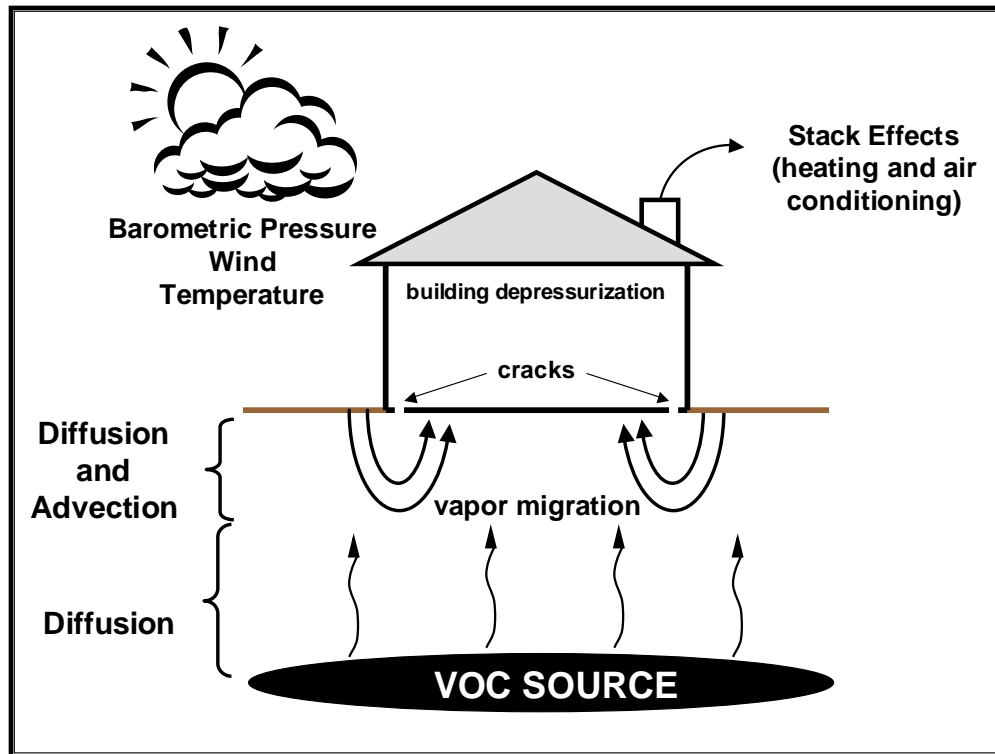 Stack Effects
(heating and air
conditioning)
Barometric Pressure
Wind
Temperature
building depressurization
cracks
Diffusion
and
Advection
vapor migration
Diffusion
VOC SOURCE